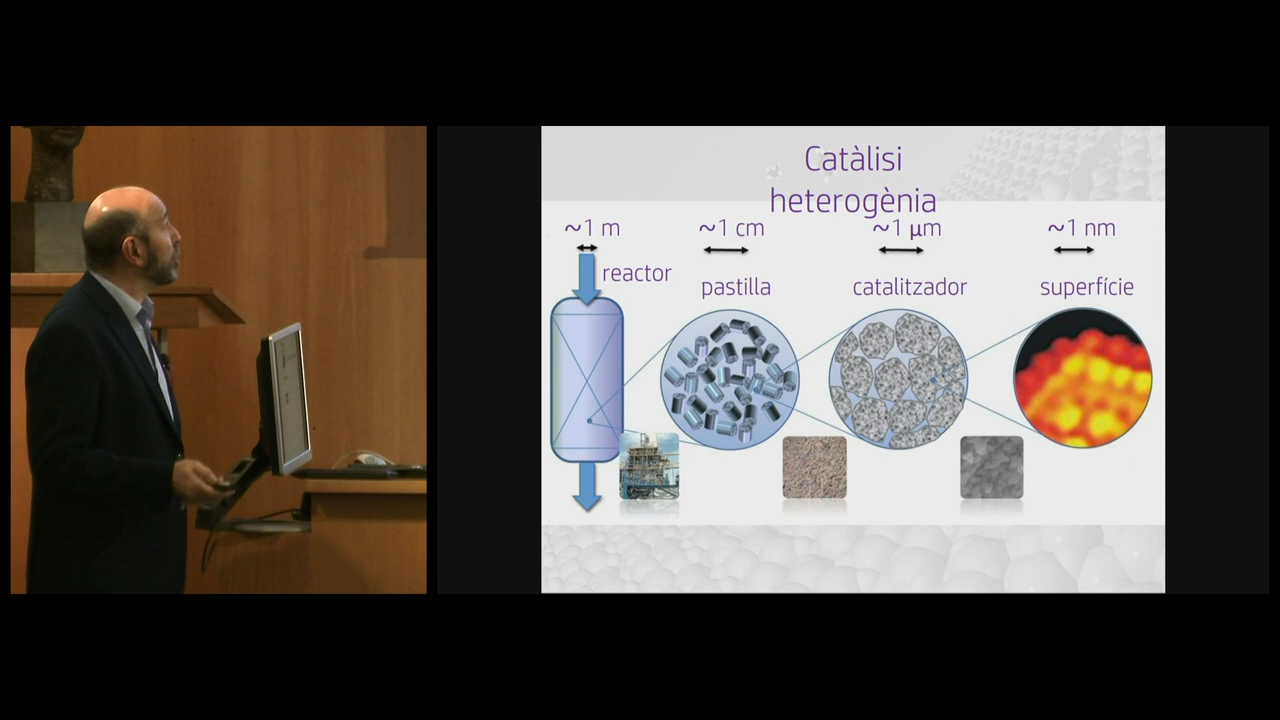 Catàlisi
heterogènia
~1 m
~1 cm
~1 µm
~1 nm
reactor
pastilla
catalitzador
superfície